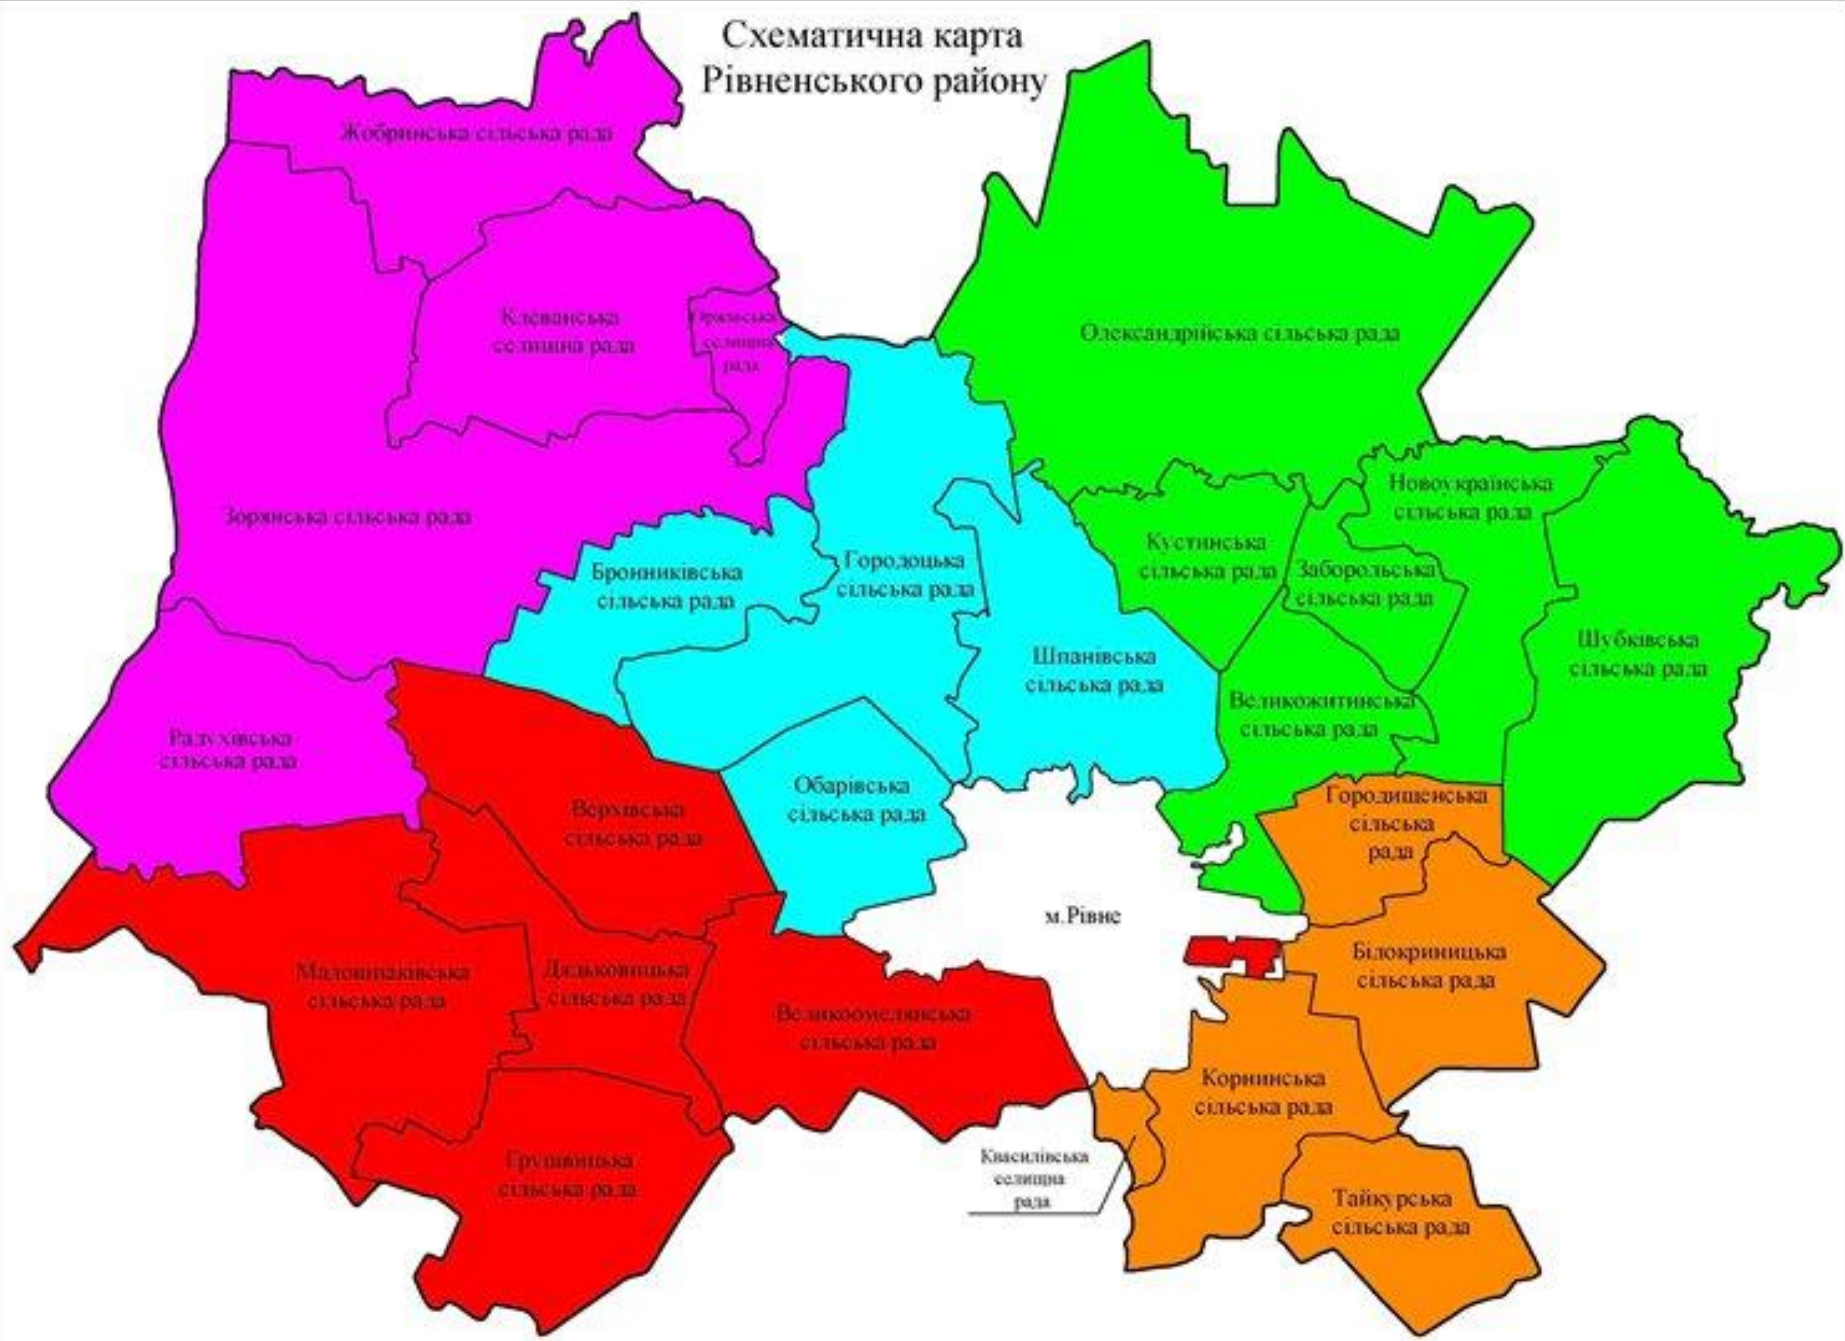 Схематична карта
Рівненського району
Жобринська сільська рада
Клеванська
селищна рада
Оржівська
селищна
рада
Олександрійська сільська рада
Зорянська сільська рада
Бронниківська
сільська рада
Городоцька
сільська рада
Кустинська
сільська рада
Новоукраїнська
сільська рада
Заборольська
сільська рада
Шубківська
сільська рада
Шпанівська
сільська рада
Великожитинська
сільська рада
Радухівська
сільська рада
Верхівська
сільська рада
Обарівська
сільська рада
Городищенська
сільська
рада
м.Рівне
Білокриницька
сільська рада
Малошпаківська
сільська рада
Дядьковицька
сільська рада
Великоомелянська
сільська рада
Корнинська
сільська рада
Грушвицька
сільська рада
Квасилівська
селищна
рада
Тайкурська
сільська рада